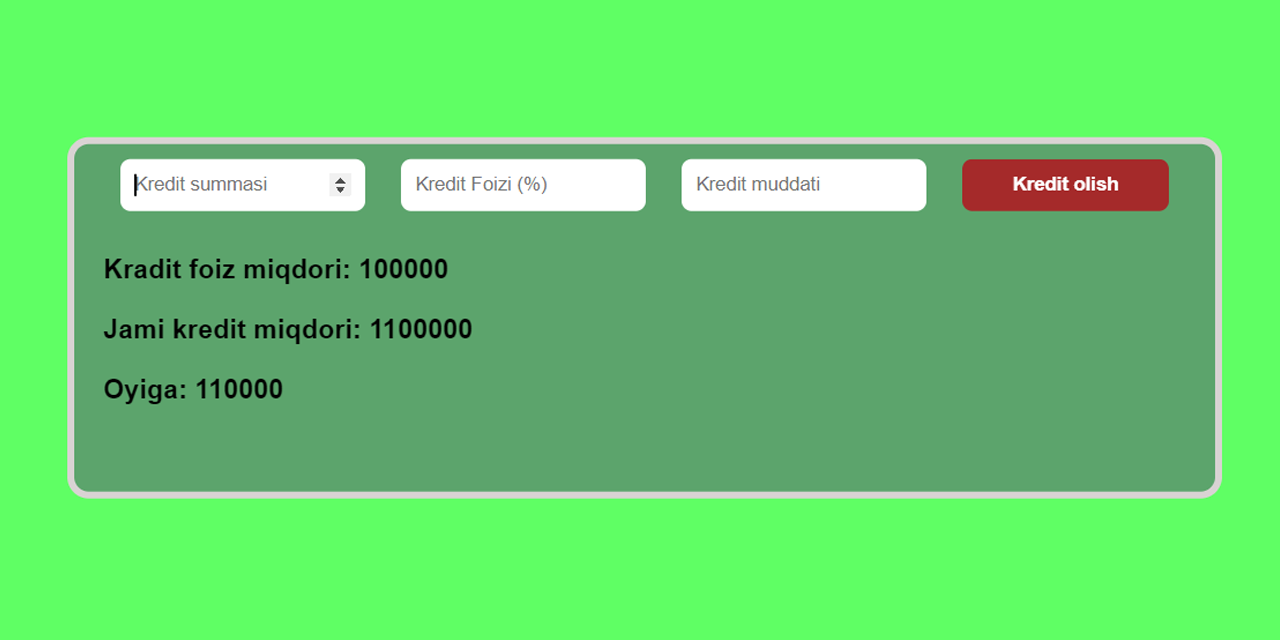 Kredit summasi Kredit Foizi (%) Kredit muddati Kredit olish
Kradit foiz miqdori: 100000
Jami kredit miqdori: 1100000
Oyiga: 110000